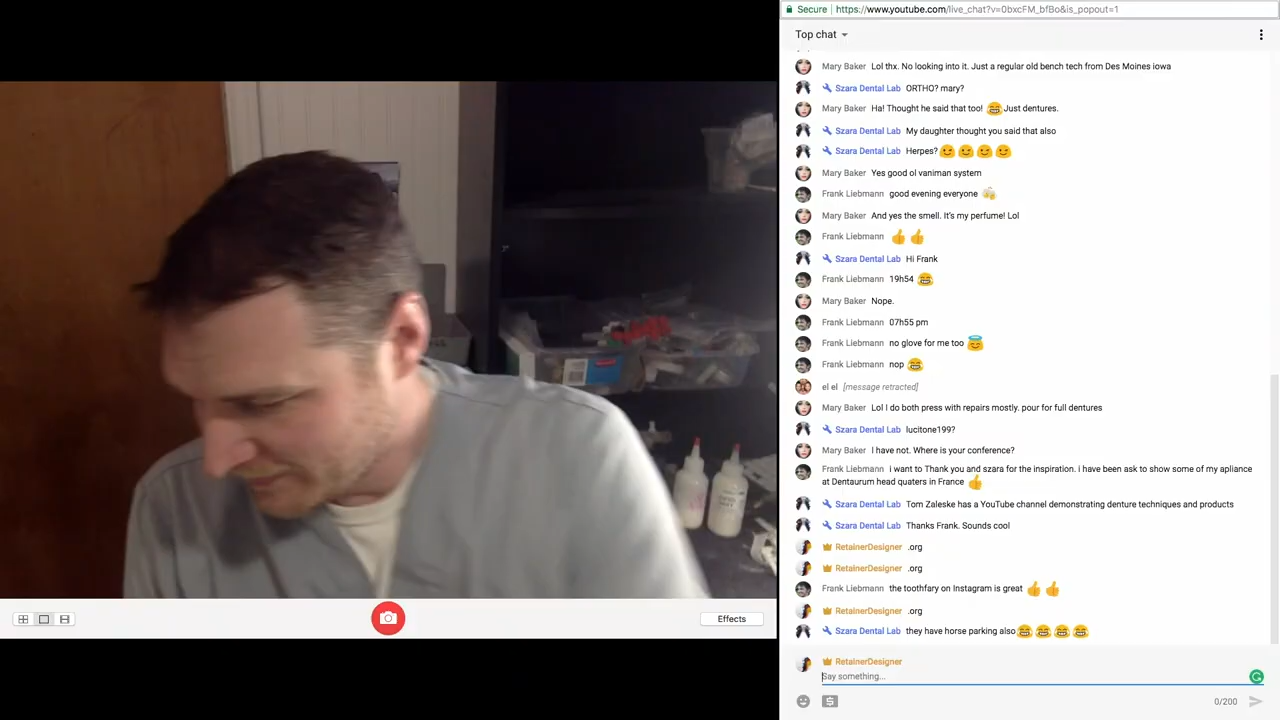 Secure https://www.youtube.com/live_chat?v=0bxcFM_bfBo&is_popout=1
Top chat
Mary Baker Lol thx. No looking into it. Just a regular old bench tech from Des Moines iowa
Szara Dental Lab ORTHO? mary?
Mary Baker Ha! Thought he said that too! 😂Just dentures.
Szara Dental Lab My daughter thought you said that also
Szara Dental Lab Herpes?😉😉😉😉
Mary Baker Yes good ol vaniman system
Frank Liebmann good evening everyone 🍻
Mary Baker And yes the smell. It's my perfume! Lol
Frank Liebmann 👍 👍
Szara Dental Lab Hi Frank
Frank Liebmann 19h54 😂
Mary Baker Nope.
Frank Liebmann 07h55 pm
Frank Liebmann no glove for me too 😇
Frank Liebmann nop 😂
el el [message retracted]
Mary Baker Lol I do both press with repairs mostly. pour for full dentures
Szara Dental Lab lucitone199?
Mary Baker I have not. Where is your conference?
Frank Liebmann i want to Thank you and szara for the inspiration. i have been ask to show some of my apliance
at Dentaurum head quaters in France 👍
Szara Dental Lab Tom Zaleske has a YouTube channel demonstrating denture techniques and products
Szara Dental Lab Thanks Frank. Sounds cool
RetainerDesigner .org
RetainerDesigner .org
Frank Liebmann the toothfary on Instagram is great 👍 👍
RetainerDesigner .org
Szara Dental Lab they have horse parking also😂😂😂😂
RetainerDesigner
Say something...
0/200
Effects